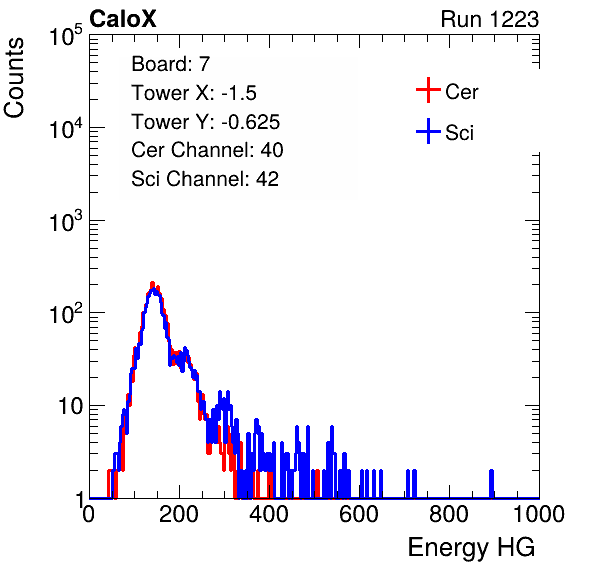 CaloX Run 1223
Counts
Board: 7
Tower X: -1.5
Tower Y: -0.625
Cer Channel: 40
Sci Channel: 42
Cer
Sci
10^5
10^4
10^3
10^2
10
1
0 200 400 600 800 1000
Energy HG